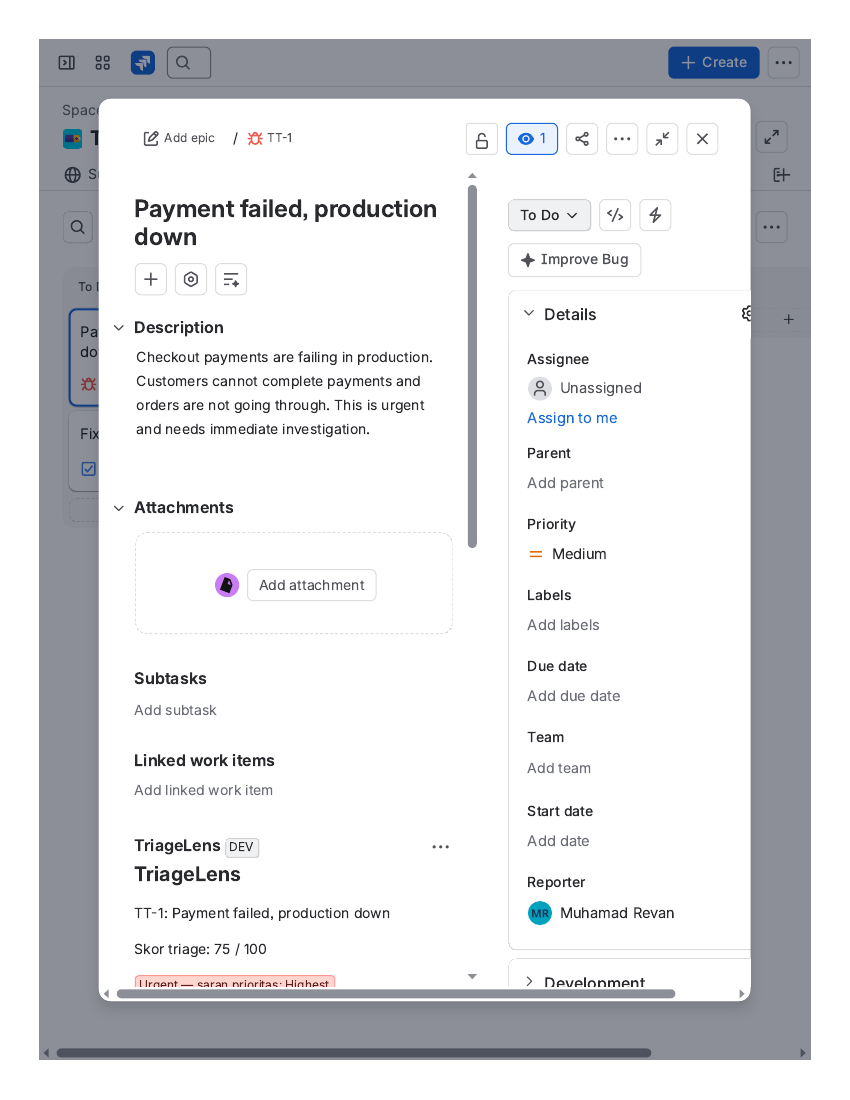 Create
Space
T
To D
Pa
do
Fix
Add epic / TT-1
1
Payment failed, production
down
Description
Checkout payments are failing in production.
Customers cannot complete payments and
orders are not going through. This is urgent
and needs immediate investigation.
Attachments
Add attachment
Subtasks
Add subtask
Linked work items
Add linked work item
TriageLens DEV
TriageLens
TT-1: Payment failed, production down
Skor triage: 75 / 100
Urgent — saran prioritas: Highest
To Do
Improve Bug
Details
Assignee
Unassigned
Assign to me
Parent
Add parent
Priority
Medium
Labels
Add labels
Due date
Add due date
Team
Add team
Start date
Add date
Reporter
MR Muhamad Revan
Development